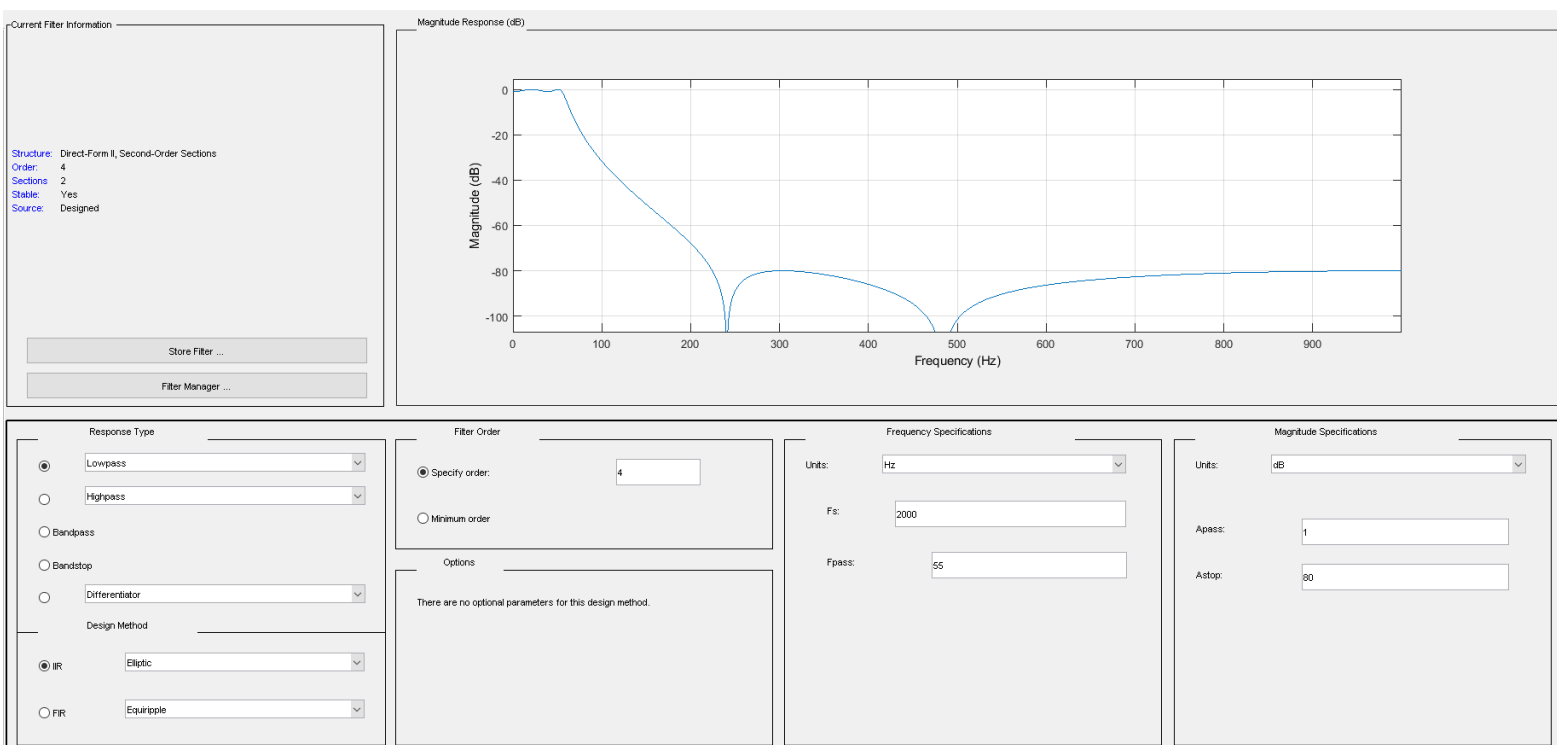 Current Filter Information
Structure: Direct-Form II, Second-Order Sections
Order: 4
Sections 2
Stable: Yes
Source: Designed
Store Filter ...
Filter Manager ...
Magnitude Response (dB)
Magnitude (dB)
0
-20
-40
-60
-80
-100
0 100 200 300 400 500 600 700 800 900
Frequency (Hz)
Response Type
Lowpass
Highpass
Bandpass
Bandstop
Differentiator
Design Method
IIR Elliptic
FIR Equiripple
Filter Order
Specify order: 4
Minimum order
Options
There are no optional parameters for this design method.
Frequency Specifications
Units: Hz
Fs: 2000
Fpass: 55
Magnitude Specifications
Units: dB
Apass: 1
Astop: 80